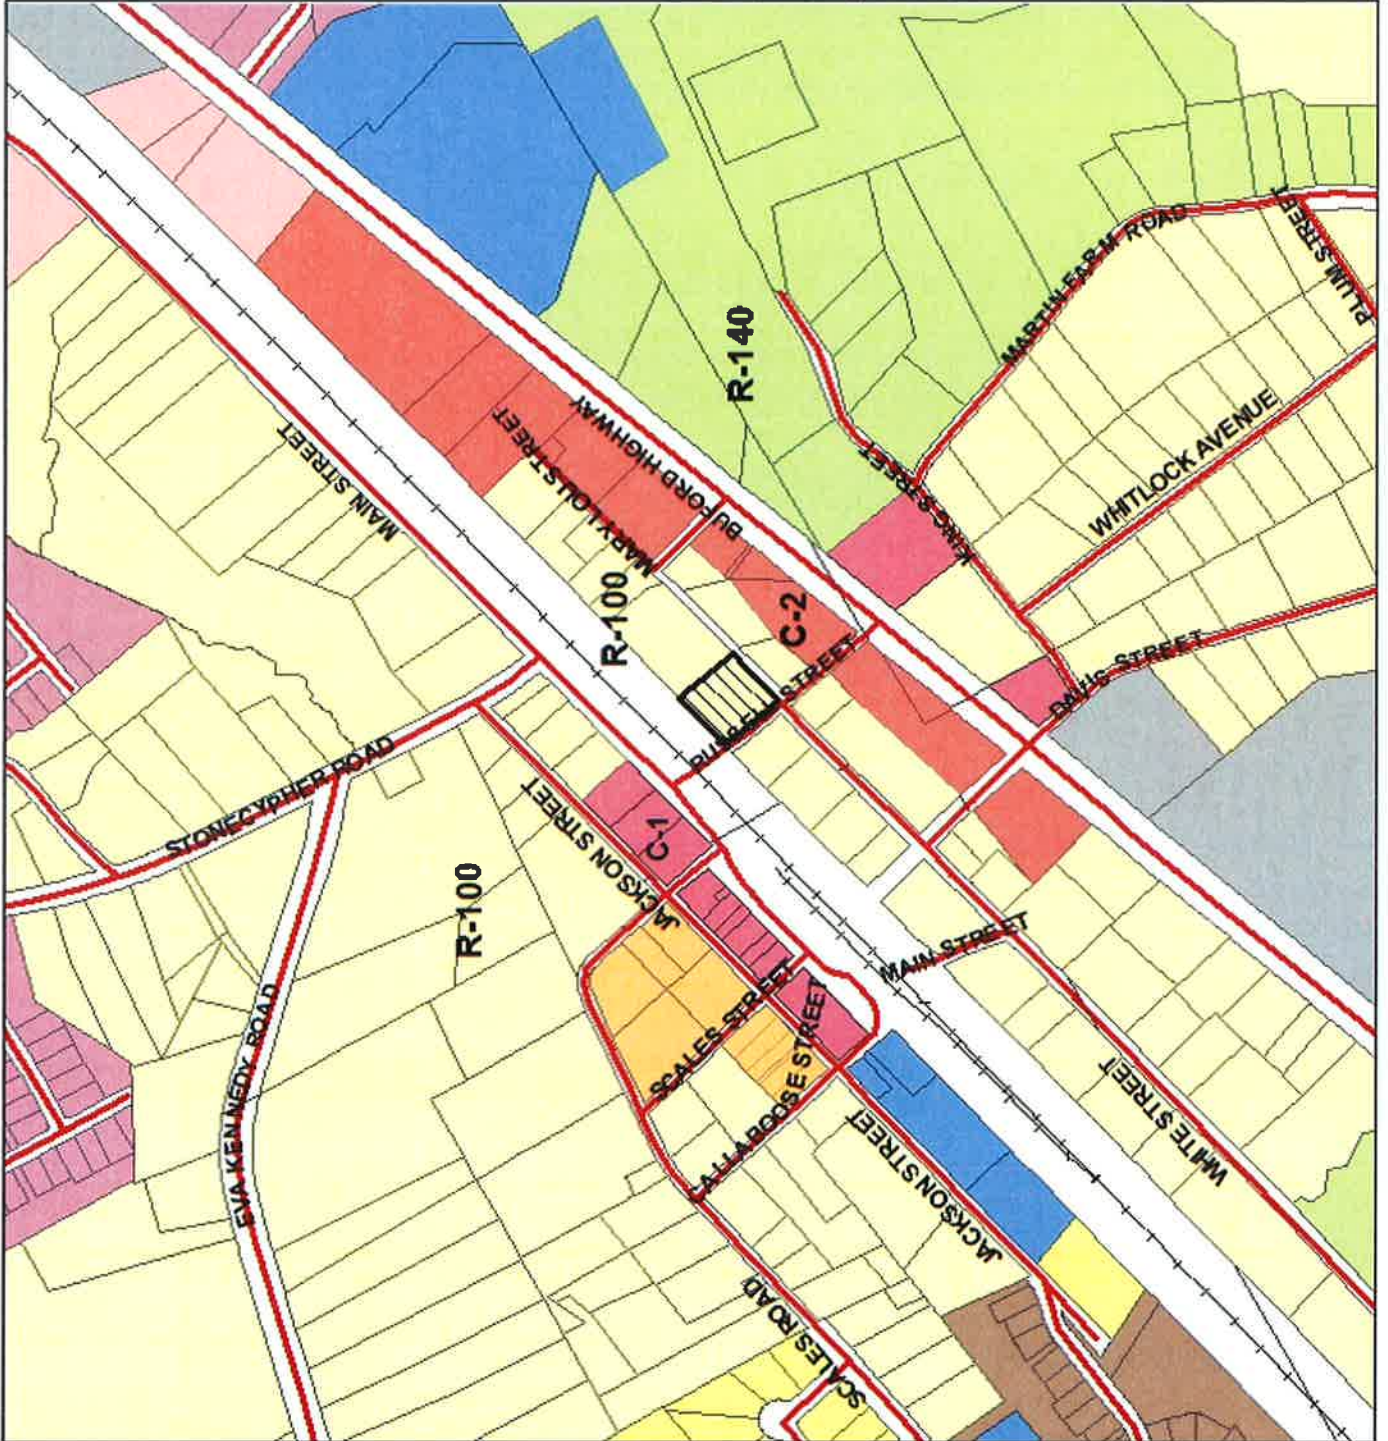 PLUM STREET
MARTIN FARM ROAD
R-140
WHITLOCK AVENUE
MAIN STREET
MARY LOU STREET
BUFORD HIGHWAY
KING STREET
R-100
C-2
STREET
DAVIS STREET
STONECYPHER ROAD
JACKSON STREET
C-1
R-100
MAIN STREET
SCALES STREET
CALLABOOSE STREET
EVA KENNEDY ROAD
JACKSON STREET
WHITE STREET
SCALES ROAD